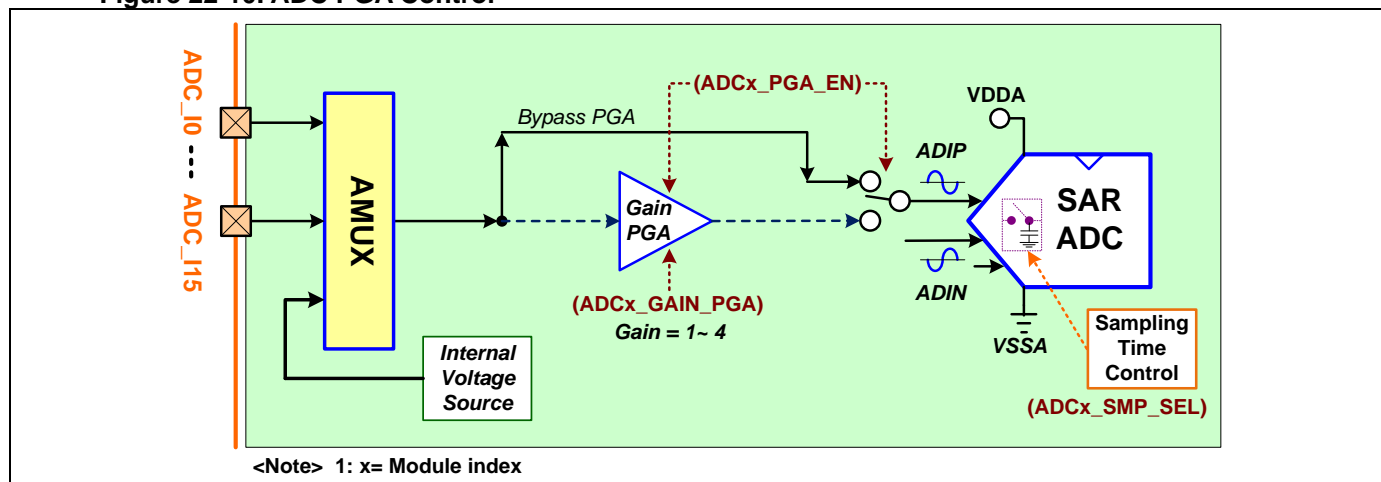 ADC_I0
ADC_I15
AMUX
Bypass PGA
(ADCx_PGA_EN)
Gain
PGA
(ADCx_GAIN_PGA)
Gain = 1~ 4
Internal
Voltage
Source
VDDA
ADIP
ADIN
SAR
ADC
VSSA
Sampling
Time
Control
(ADCx_SMP_SEL)
<Note> 1: x= Module index